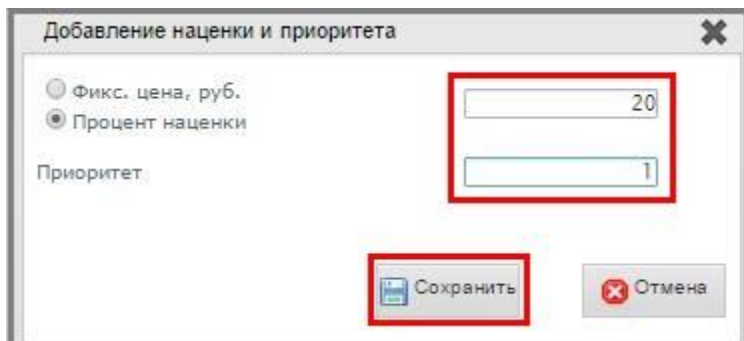 Добавление наценки и приоритета
Фикс. цена, руб.
20
Процент наценки
Приоритет
1
Сохранить
Отмена